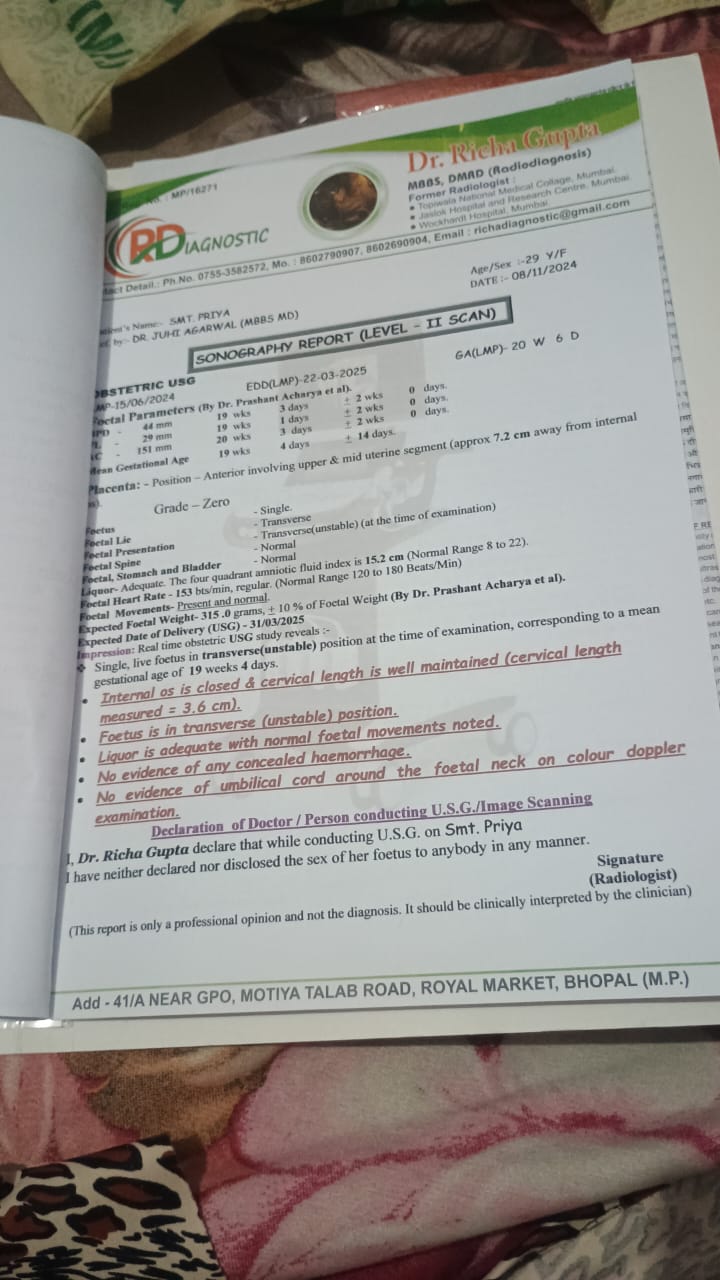 MP/16271
RDIAGNOSTIC
Dr. Richa Gupta
MBBS, DMAD (Radiodiagnosis)
Former Radiologist :
• Topiwala National Medical Collage, Mumbai.
• Jaslok Hospital and Research Centre, Mumbai.
• Wockhardt Hospital, Mumbai.
Detail.: Ph.No. 0755-3582572, Mo. : 8602790907, 8602690904, Email : richadiagnostic@gmail.com
Age/Sex :-29 Y/F
DATE :- 08/11/2024
Name:- SMT. PRIYA
by:- DR. JUHI AGARWAL (MBBS MD)
SONOGRAPHY REPORT (LEVEL – II SCAN)
OBSTETRIC USG
-15/06/2024 EDD(LMP)-22-03-2025 GA(LMP)- 20 W 6 D
Foetal Parameters (By Dr. Prashant Acharya et al).
- 44 mm 19 wks 3 days ± 2 wks 0 days.
- 29 mm 19 wks 1 days ± 2 wks 0 days.
- 151 mm 20 wks 3 days ± 2 wks 0 days.
Mean Gestational Age 19 wks 4 days ± 14 days.
Placenta: - Position – Anterior involving upper & mid uterine segment (approx 7.2 cm away from internal
Grade – Zero
Foetus - Single.
Foetal Lie - Transverse
Foetal Presentation - Transverse(unstable) (at the time of examination)
Foetal Spine - Normal
Foetal, Stomach and Bladder - Normal
Liquor- Adequate. The four quadrant amniotic fluid index is 15.2 cm (Normal Range 8 to 22).
Foetal Heart Rate - 153 bts/min, regular. (Normal Range 120 to 180 Beats/Min)
Foetal Movements- Present and normal.
Expected Foetal Weight- 315 .0 grams, ± 10 % of Foetal Weight (By Dr. Prashant Acharya et al).
Expected Date of Delivery (USG) - 31/03/2025
Impression: Real time obstetric USG study reveals :-
❖ Single, live foetus in transverse(unstable) position at the time of examination, corresponding to a mean
gestational age of 19 weeks 4 days.
• Internal os is closed & cervical length is well maintained (cervical length
measured = 3.6 cm).
• Foetus is in transverse (unstable) position.
• Liquor is adequate with normal foetal movements noted.
• No evidence of any concealed haemorrhage.
• No evidence of umbilical cord around the foetal neck on colour doppler
examination.
Declaration of Doctor / Person conducting U.S.G./Image Scanning
I, Dr. Richa Gupta declare that while conducting U.S.G. on Smt. Priya
I have neither declared nor disclosed the sex of her foetus to anybody in any manner.
Signature
(Radiologist)
(This report is only a professional opinion and not the diagnosis. It should be clinically interpreted by the clinician)
Add - 41/A NEAR GPO, MOTIYA TALAB ROAD, ROYAL MARKET, BHOPAL (M.P.)